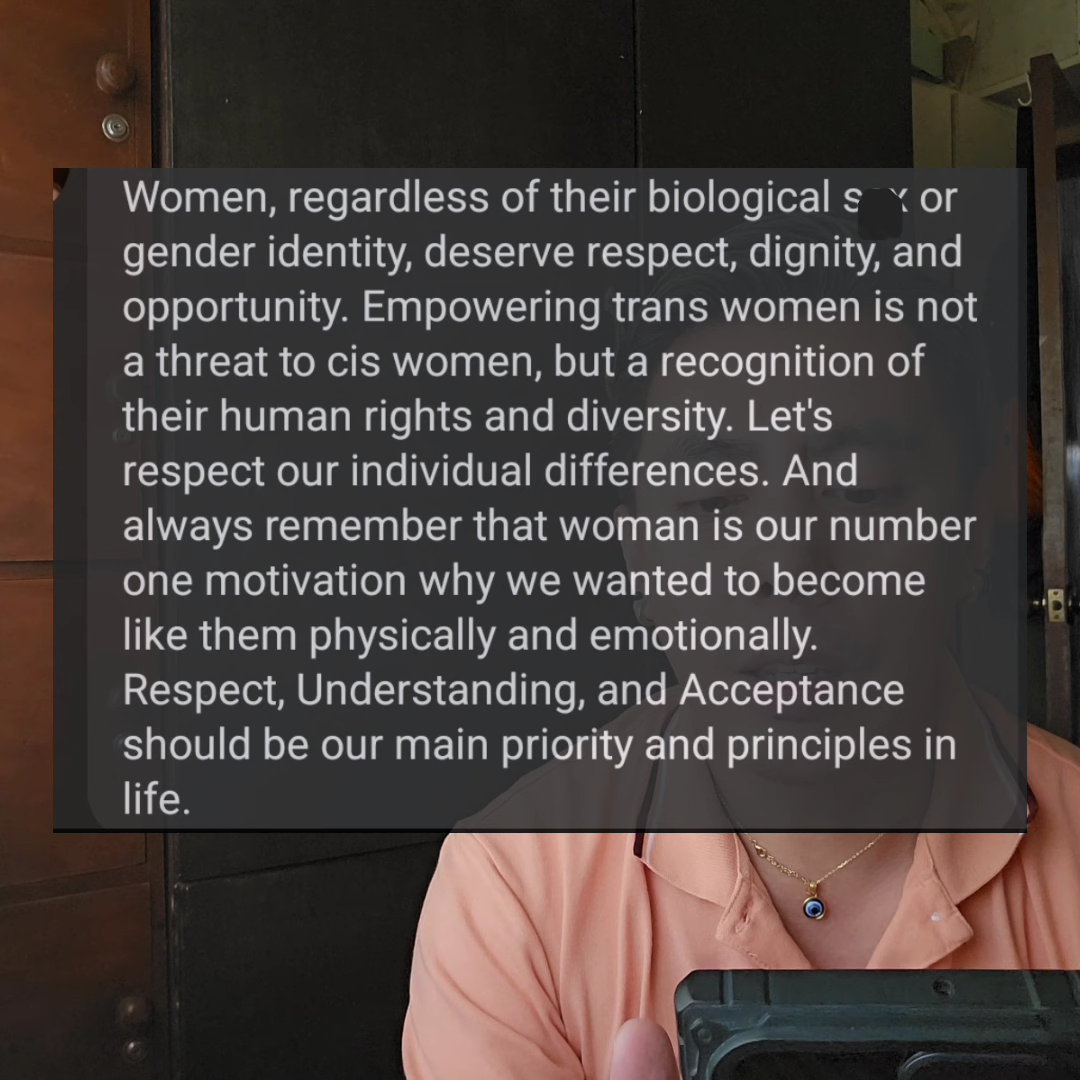 Women, regardless of their biological sex or
gender identity, deserve respect, dignity, and
opportunity. Empowering trans women is not
a threat to cis women, but a recognition of
their human rights and diversity. Let's
respect our individual differences. And
always remember that woman is our number
one motivation why we wanted to become
like them physically and emotionally.
Respect, Understanding, and Acceptance
should be our main priority and principles in
life.